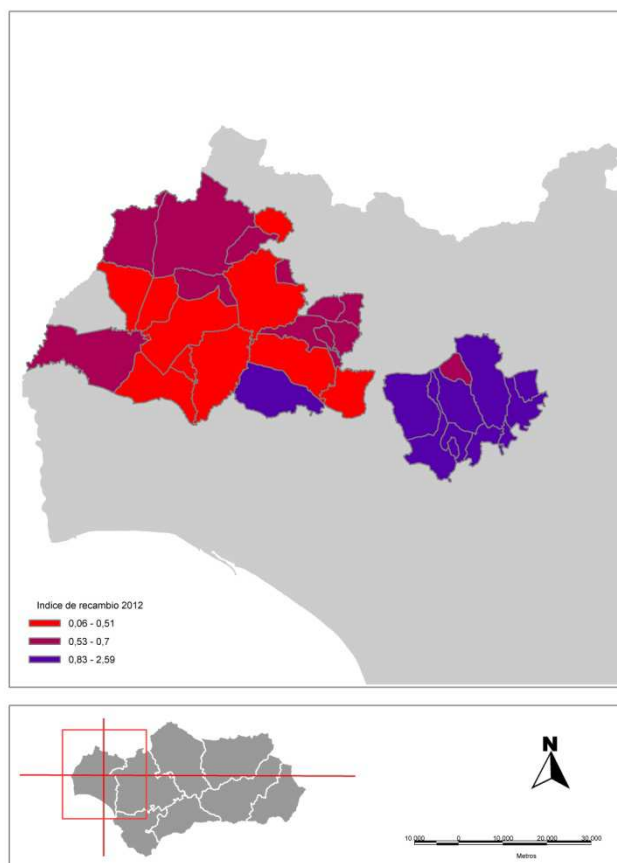 Indice de recambio 2012
0,06 - 0,51
0,53 - 0,7
0,83 - 2,59
N
10.000 0 10.000 20.000 30.000
Metros